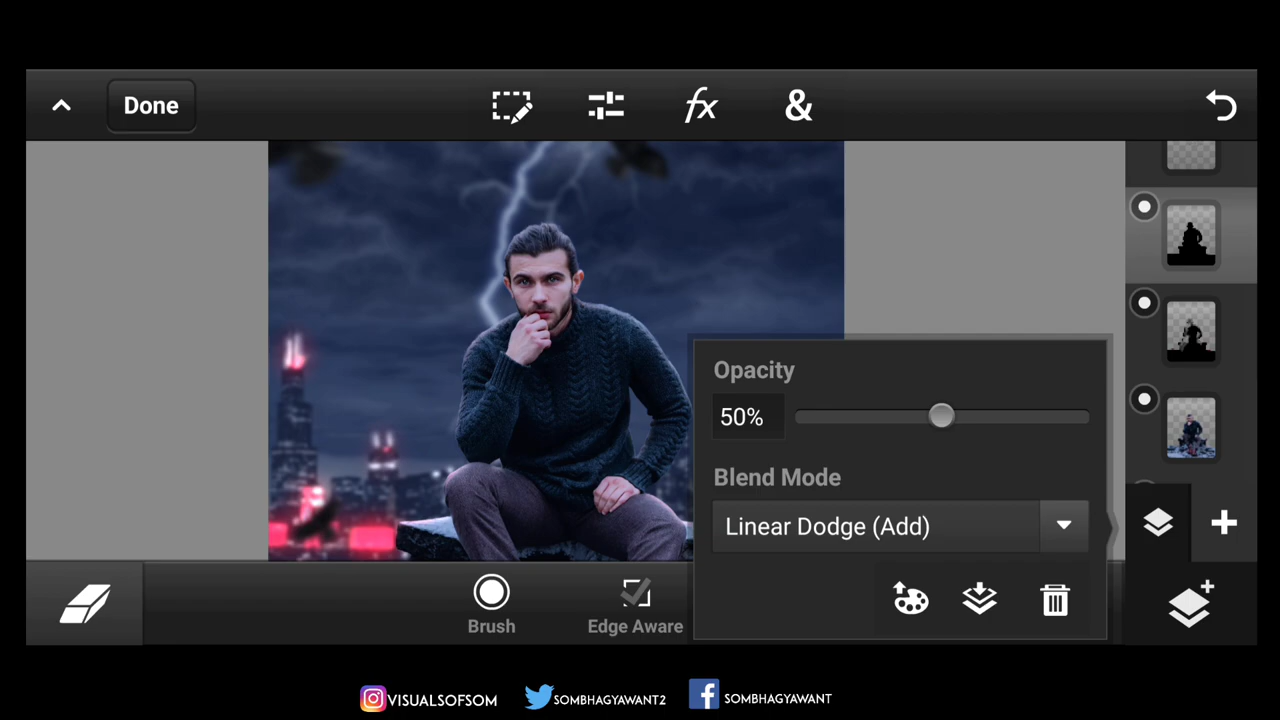 Done
fx
&
Opacity
50%
Blend Mode
Linear Dodge (Add)
Brush
Edge Aware
VISUALSOFSOM
SOMBHAGYAWANT2
SOMBHAGYAWANT